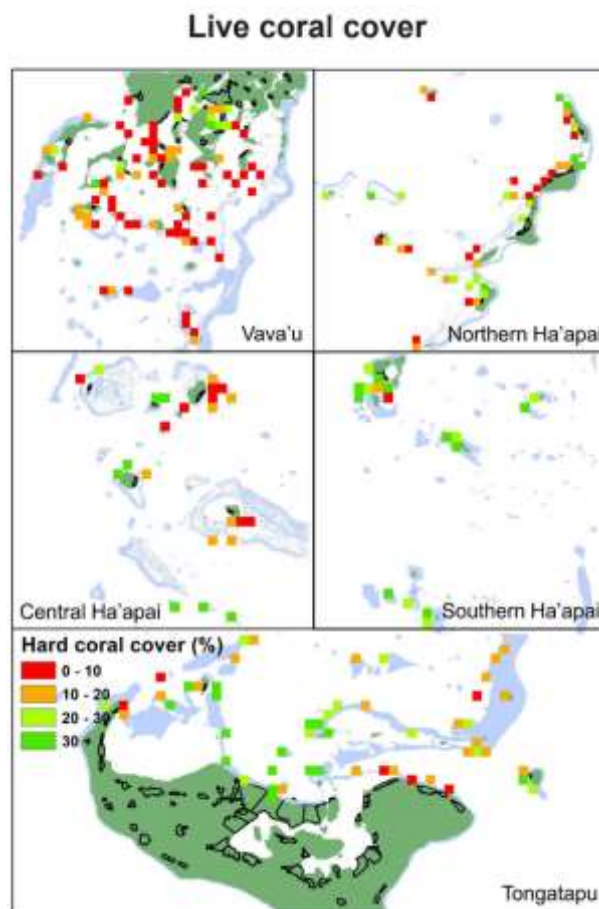 Live coral cover
Vava'u
Northern Ha'apai
Central Ha'apai
Southern Ha'apai
Hard coral cover (%)
0 - 10
10 - 20
20 - 30
30 +
Tongatapu